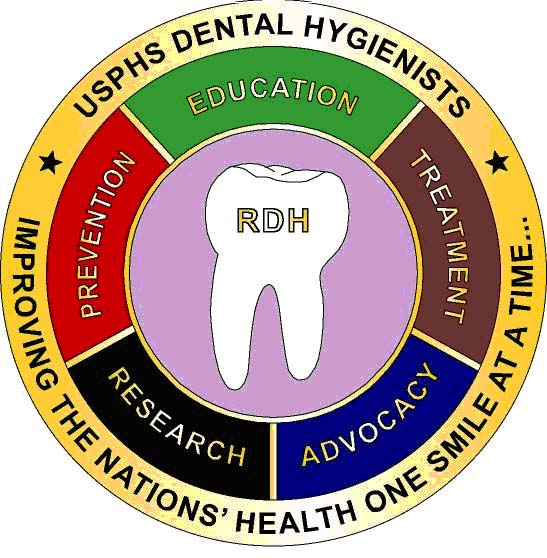 USPHS DENTAL HYGIENISTS
EDUCATION
PREVENTION
TREATMENT
RDH
RESEARCH
ADVOCACY
IMPROVING THE NATIONS' HEALTH ONE SMILE AT A TIME...